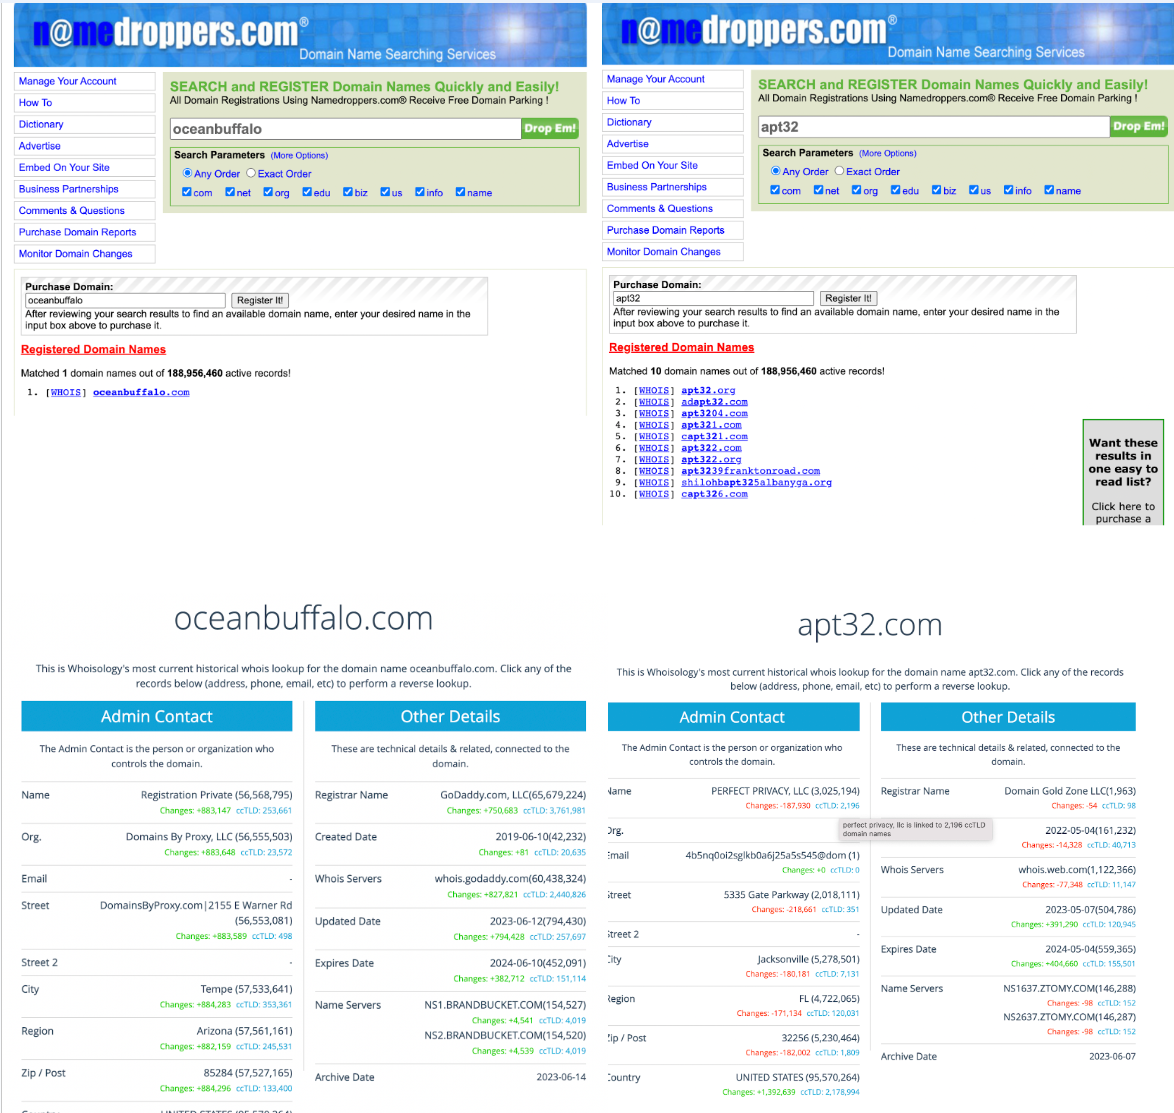 n@medroppers.com®
Domain Name Searching Services
Manage Your Account
How To
Dictionary
Advertise
Embed On Your Site
Business Partnerships
Comments & Questions
Purchase Domain Reports
Monitor Domain Changes
SEARCH and REGISTER Domain Names Quickly and Easily!
All Domain Registrations Using Namedroppers.com® Receive Free Domain Parking !
oceanbuffalo Drop Em!
Search Parameters (More Options)
Any Order Exact Order
com net org edu biz us info name
Purchase Domain:
oceanbuffalo Register It!
After reviewing your search results to find an available domain name, enter your desired name in the
input box above to purchase it.
Registered Domain Names
Matched 1 domain names out of 188,956,460 active records!
1. [WHOIS] oceanbuffalo.com
n@medroppers.com®
Domain Name Searching Services
Manage Your Account
How To
Dictionary
Advertise
Embed On Your Site
Business Partnerships
Comments & Questions
Purchase Domain Reports
Monitor Domain Changes
SEARCH and REGISTER Domain Names Quickly and Easily!
All Domain Registrations Using Namedroppers.com® Receive Free Domain Parking !
apt32 Drop Em!
Search Parameters (More Options)
Any Order Exact Order
com net org edu biz us info name
Purchase Domain:
apt32 Register It!
After reviewing your search results to find an available domain name, enter your desired name in the
input box above to purchase it.
Registered Domain Names
Matched 10 domain names out of 188,956,460 active records!
1. [WHOIS] apt32.org
2. [WHOIS] adapt32.com
3. [WHOIS] apt3204.com
4. [WHOIS] apt321.com
5. [WHOIS] capt321.com
6. [WHOIS] apt322.com
7. [WHOIS] apt322.org
8. [WHOIS] apt3239franktonroad.com
9. [WHOIS] shilohbapt325albanyga.org
10. [WHOIS] capt326.com
Want these
results in
one easy to
read list?
Click here to
purchase a
oceanbuffalo.com
This is Whoisology's most current historical whois lookup for the domain name oceanbuffalo.com. Click any of the
records below (address, phone, email, etc) to perform a reverse lookup.
Admin Contact
The Admin Contact is the person or organization who
controls the domain.
Name Registration Private (56,568,795)
Changes: +883,147 ccTLD: 253,661
Org. Domains By Proxy, LLC (56,555,503)
Changes: +883,648 ccTLD: 23,572
Email -
Street DomainsByProxy.com|2155 E Warner Rd
(56,553,081)
Changes: +883,589 ccTLD: 498
Street 2 -
City Tempe (57,533,641)
Changes: +884,283 ccTLD: 353,361
Region Arizona (57,561,161)
Changes: +882,159 ccTLD: 245,531
Zip / Post 85284 (57,527,165)
Changes: +884,296 ccTLD: 133,400
Other Details
These are technical details & related, connected to the
domain.
Registrar Name GoDaddy.com, LLC(65,679,224)
Changes: +750,683 ccTLD: 3,761,981
Created Date 2019-06-10(42,232)
Changes: +81 ccTLD: 20,635
Whois Servers whois.godaddy.com(60,438,324)
Changes: +827,821 ccTLD: 2,440,826
Updated Date 2023-06-12(794,430)
Changes: +794,428 ccTLD: 257,697
Expires Date 2024-06-10(452,091)
Changes: +382,712 ccTLD: 151,114
Name Servers NS1.BRANDBUCKET.COM(154,527)
Changes: +4,541 ccTLD: 4,019
NS2.BRANDBUCKET.COM(154,520)
Changes: +4,539 ccTLD: 4,019
Archive Date 2023-06-14
apt32.com
This is Whoisology's most current historical whois lookup for the domain name apt32.com. Click any of the records
below (address, phone, email, etc) to perform a reverse lookup.
Admin Contact
The Admin Contact is the person or organization who
controls the domain.
Name PERFECT PRIVACY, LLC (3,025,194)
Changes: -187,930 ccTLD: 2,196
perfect privacy, llc is linked to 2,196 ccTLD
domain names
Org.
Email 4b5nq0oi2sglkb0a6j25a5s545@dom (1)
Changes: +0 ccTLD: 0
Street 5335 Gate Parkway (2,018,111)
Changes: -218,661 ccTLD: 351
Street 2 -
City Jacksonville (5,278,501)
Changes: -180,181 ccTLD: 7,131
Region FL (4,722,065)
Changes: -171,134 ccTLD: 120,031
Zip / Post 32256 (5,230,464)
Changes: -182,002 ccTLD: 1,809
Country UNITED STATES (95,570,264)
Changes: +1,392,639 ccTLD: 2,178,994
Other Details
These are technical details & related, connected to the
domain.
Registrar Name Domain Gold Zone LLC(1,963)
Changes: -54 ccTLD: 98
2022-05-04(161,232)
Changes: -14,328 ccTLD: 40,713
Whois Servers whois.web.com(1,122,366)
Changes: -77,348 ccTLD: 11,147
Updated Date 2023-05-07(504,786)
Changes: +391,290 ccTLD: 120,945
Expires Date 2024-05-04(559,365)
Changes: +404,660 ccTLD: 155,501
Name Servers NS1637.ZTOMY.COM(146,288)
Changes: -98 ccTLD: 152
NS2637.ZTOMY.COM(146,287)
Changes: -98 ccTLD: 152
Archive Date 2023-06-07